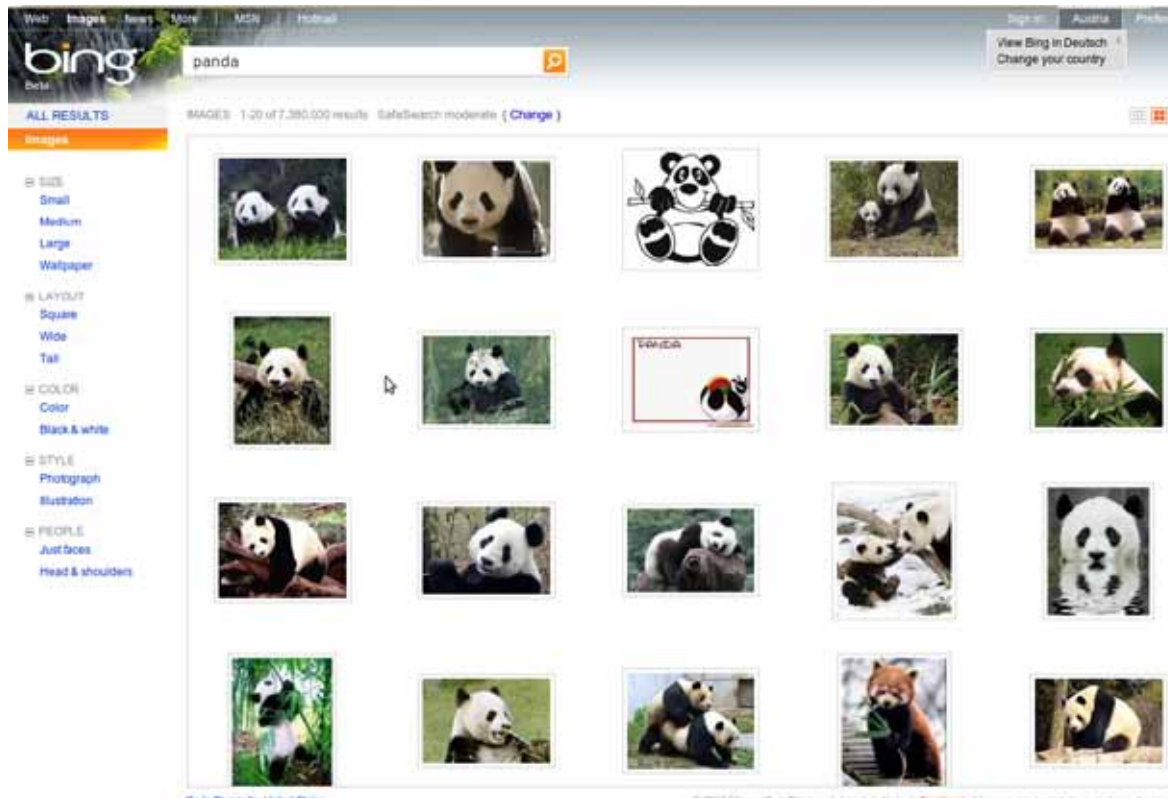 Web Images News More MSN Hotmail
Sign in Austria
View Bing in Deutsch
Change your country
bing
Beta
panda
ALL RESULTS
IMAGES 1-20 of 7,380,000 results SafeSearch moderate ( Change )
Images
SIZE
Small
Medium
Large
Wallpaper
LAYOUT
Square
Wide
Tall
COLOR
Color
Black & white
STYLE
Photograph
Illustration
PEOPLE
Just faces
Head & shoulders
PANDA